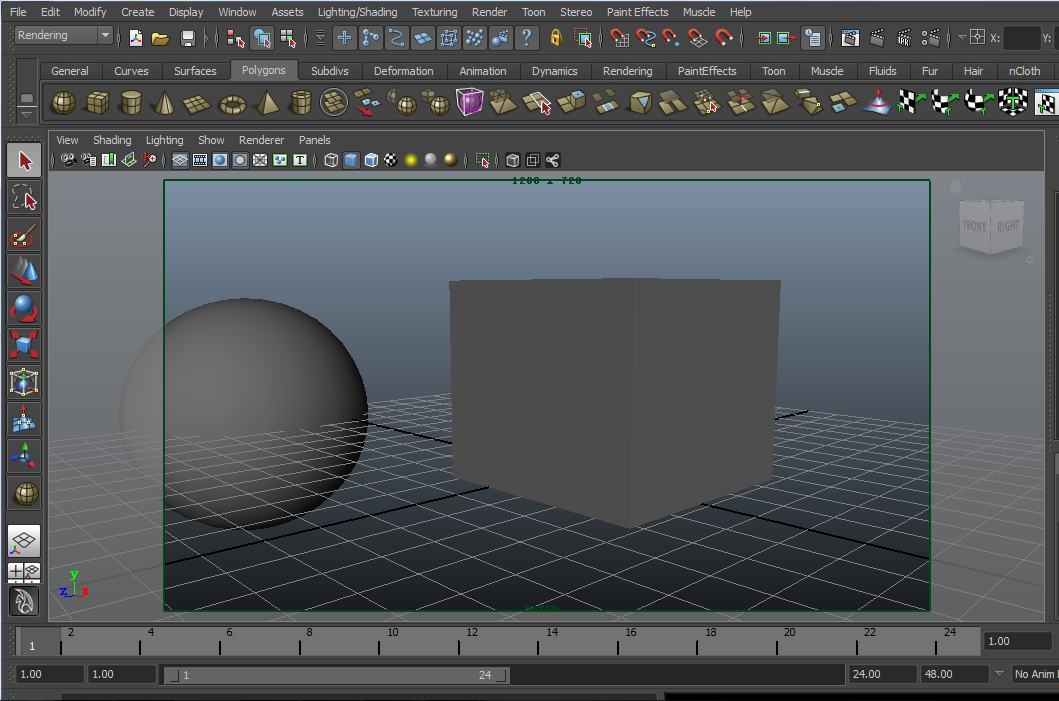 File Edit Modify Create Display Window Assets Lighting/Shading Texturing Render Toon Stereo Paint Effects Muscle Help
Rendering X: Y:
General Curves Surfaces Polygons Subdivs Deformation Animation Dynamics Rendering PaintEffects Toon Muscle Fluids Fur Hair nCloth
View Shading Lighting Show Renderer Panels
FRONT RIGHT
y
z x
2 4 6 8 10 12 14 16 18 20 22 24
1 1.00
1.00 1.00 1 24 24.00 48.00 No Anim